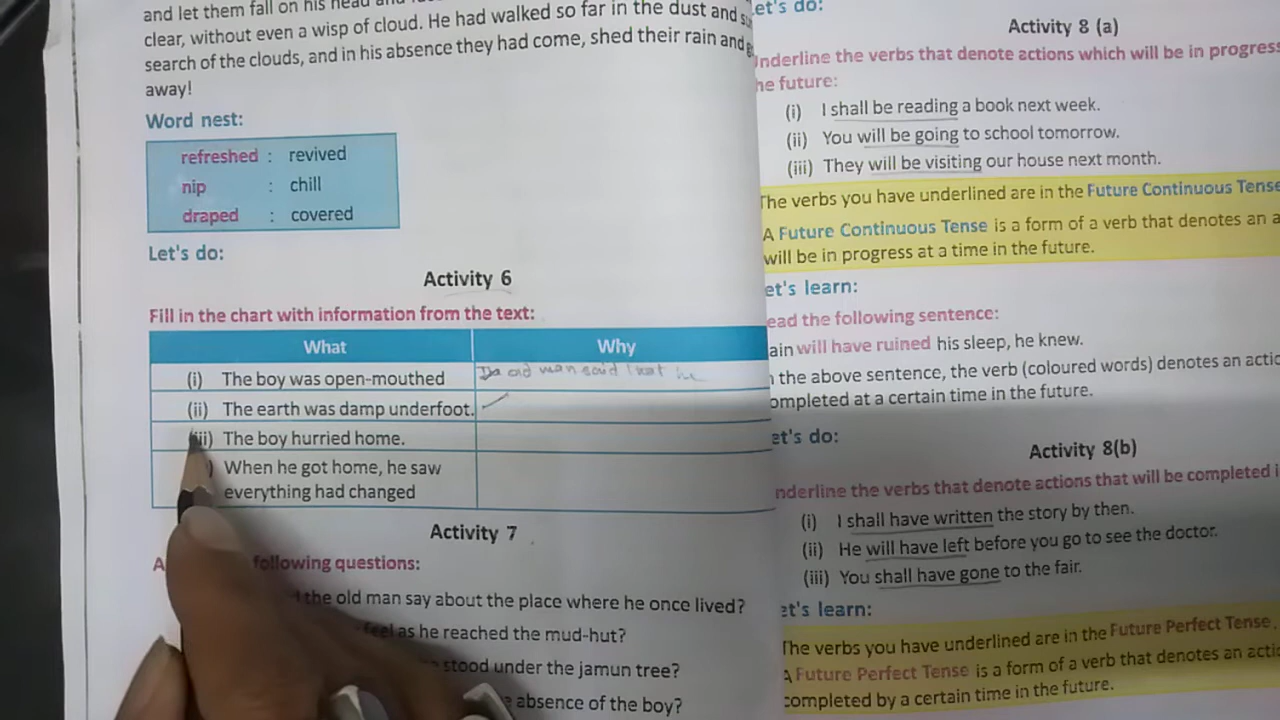 and let them fall on his head and
clear, without even a wisp of cloud. He had walked so far in the dust and
search of the clouds, and in his absence they had come, shed their rain and
away!
Word nest:
refreshed : revived
nip : chill
draped : covered
Let's do:
Activity 6
Fill in the chart with information from the text:
What Why
(i) The boy was open-mouthed old man said that he
(ii) The earth was damp underfoot.
The boy hurried home.
When he got home, he saw
everything had changed
Activity 7
following questions:
the old man say about the place where he once lived?
feel as he reached the mud-hut?
stood under the jamun tree?
absence of the boy?
et's do:
Activity 8 (a)
Underline the verbs that denote actions which will be in progress
he future:
(i) I shall be reading a book next week.
(ii) You will be going to school tomorrow.
(iii) They will be visiting our house next month.
The verbs you have underlined are in the Future Continuous Tense
A Future Continuous Tense is a form of a verb that denotes an a
will be in progress at a time in the future.
et's learn:
ead the following sentence:
ain will have ruined his sleep, he knew.
the above sentence, the verb (coloured words) denotes an actio
ompleted at a certain time in the future.
et's do:
Activity 8(b)
nderline the verbs that denote actions that will be completed i
(i) I shall have written the story by then.
(ii) He will have left before you go to see the doctor.
(iii) You shall have gone to the fair.
et's learn:
The verbs you have underlined are in the Future Perfect Tense.
A Future Perfect Tense is a form of a verb that denotes an actio
completed by a certain time in the future.